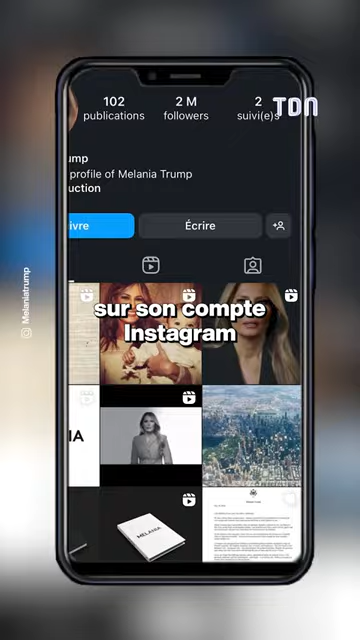 102
publications
2 M
followers
2
suivi(e)s
TDN
ump
profile of Melania Trump
uction
ivre
Écrire
Melaniatrump
sur son compte
Instagram
IA
MELANIA